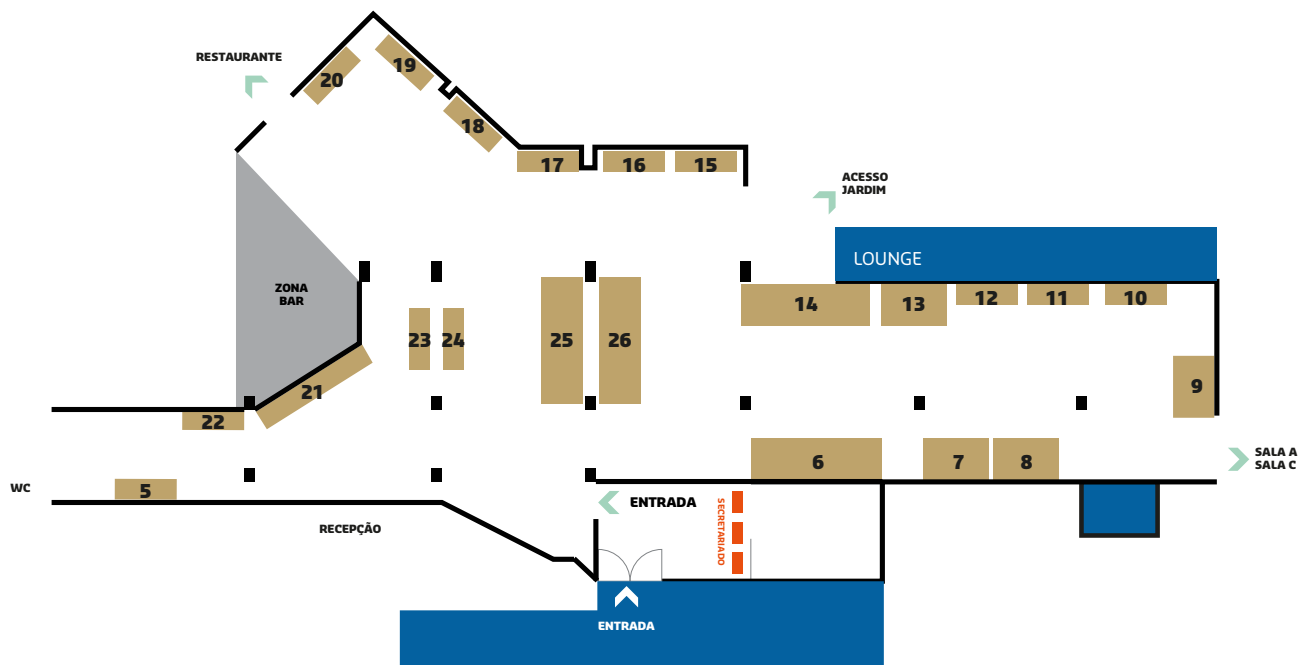 RESTAURANTE
20
19
18
17
16
15
ACESSO
JARDIM
LOUNGE
ZONA
BAR
14
13
12
11
10
23
24
25
26
21
9
22
6
7
8
SALA A
SALA C
WC
5
ENTRADA
SECRETARIADO
RECEPÇÃO
ENTRADA